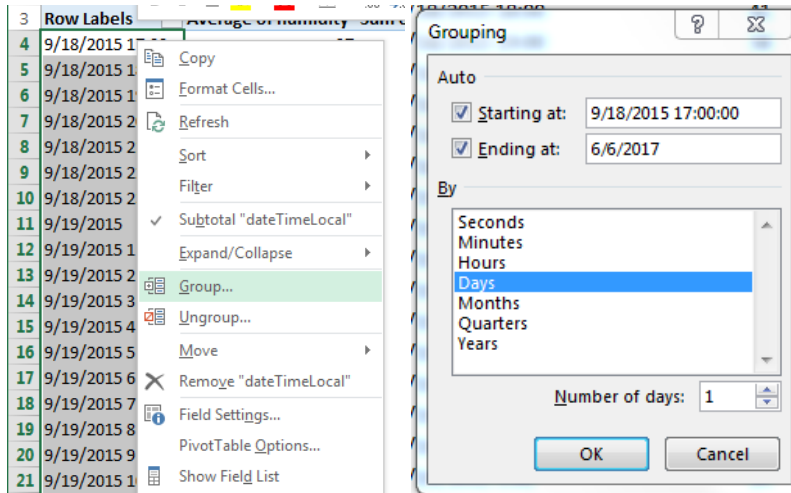 3 Row Labels
4 9/18/2015 17:00
5 9/18/2015 1
6 9/18/2015 1
7 9/18/2015 2
8 9/18/2015 2
9 9/18/2015 2
10 9/18/2015 2
11 9/19/2015
12 9/19/2015 1
13 9/19/2015 2
14 9/19/2015 3
15 9/19/2015 4
16 9/19/2015 5
17 9/19/2015 6
18 9/19/2015 7
19 9/19/2015 8
20 9/19/2015 9
21 9/19/2015 1
Average of humidity
Copy
Format Cells...
Refresh
Sort
Filter
Subtotal "dateTimeLocal"
Expand/Collapse
Group...
Ungroup...
Move
Remove "dateTimeLocal"
Field Settings...
PivotTable Options...
Show Field List
Grouping
Auto
Starting at: 9/18/2015 17:00:00
Ending at: 6/6/2017
By
Seconds
Minutes
Hours
Days
Months
Quarters
Years
Number of days: 1
OK Cancel